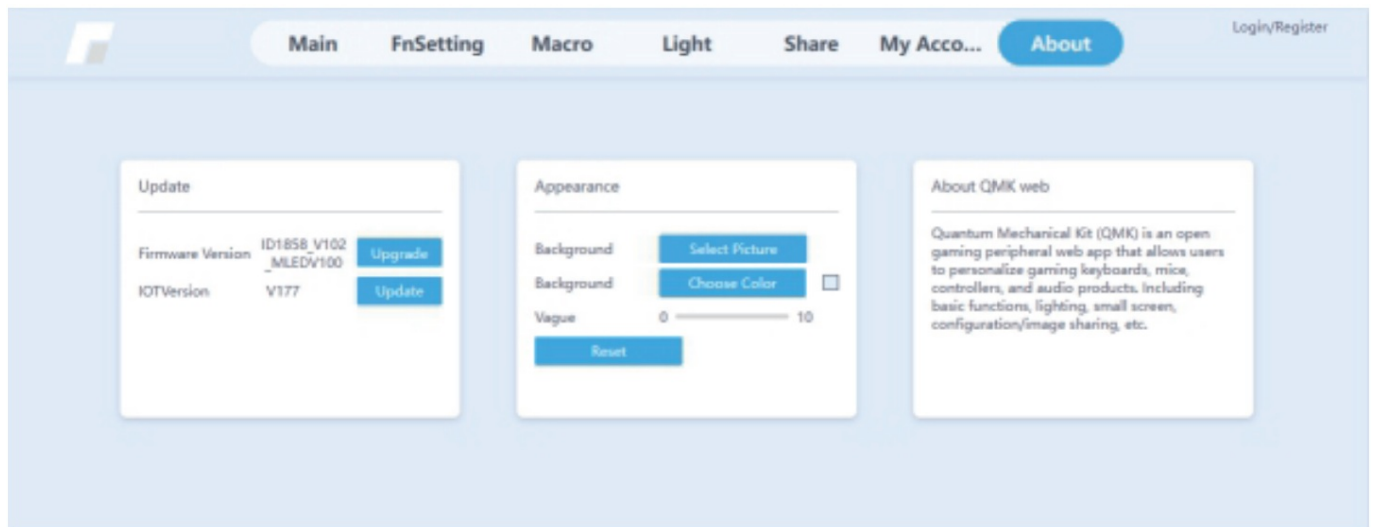 Main FnSetting Macro Light Share My Acco... About Login/Register
Update
Firmware Version ID1858_V102_MLEDV100 Upgrade
IOTVersion V177 Update
Appearance
Background Select Picture
Background Choose Color
Vague 0 10
Reset
About QMK web
Quantum Mechanical Kit (QMK) is an open
gaming peripheral web app that allows users
to personalize gaming keyboards, mice,
controllers, and audio products. Including
basic functions, lighting, small screen,
configuration/image sharing, etc.